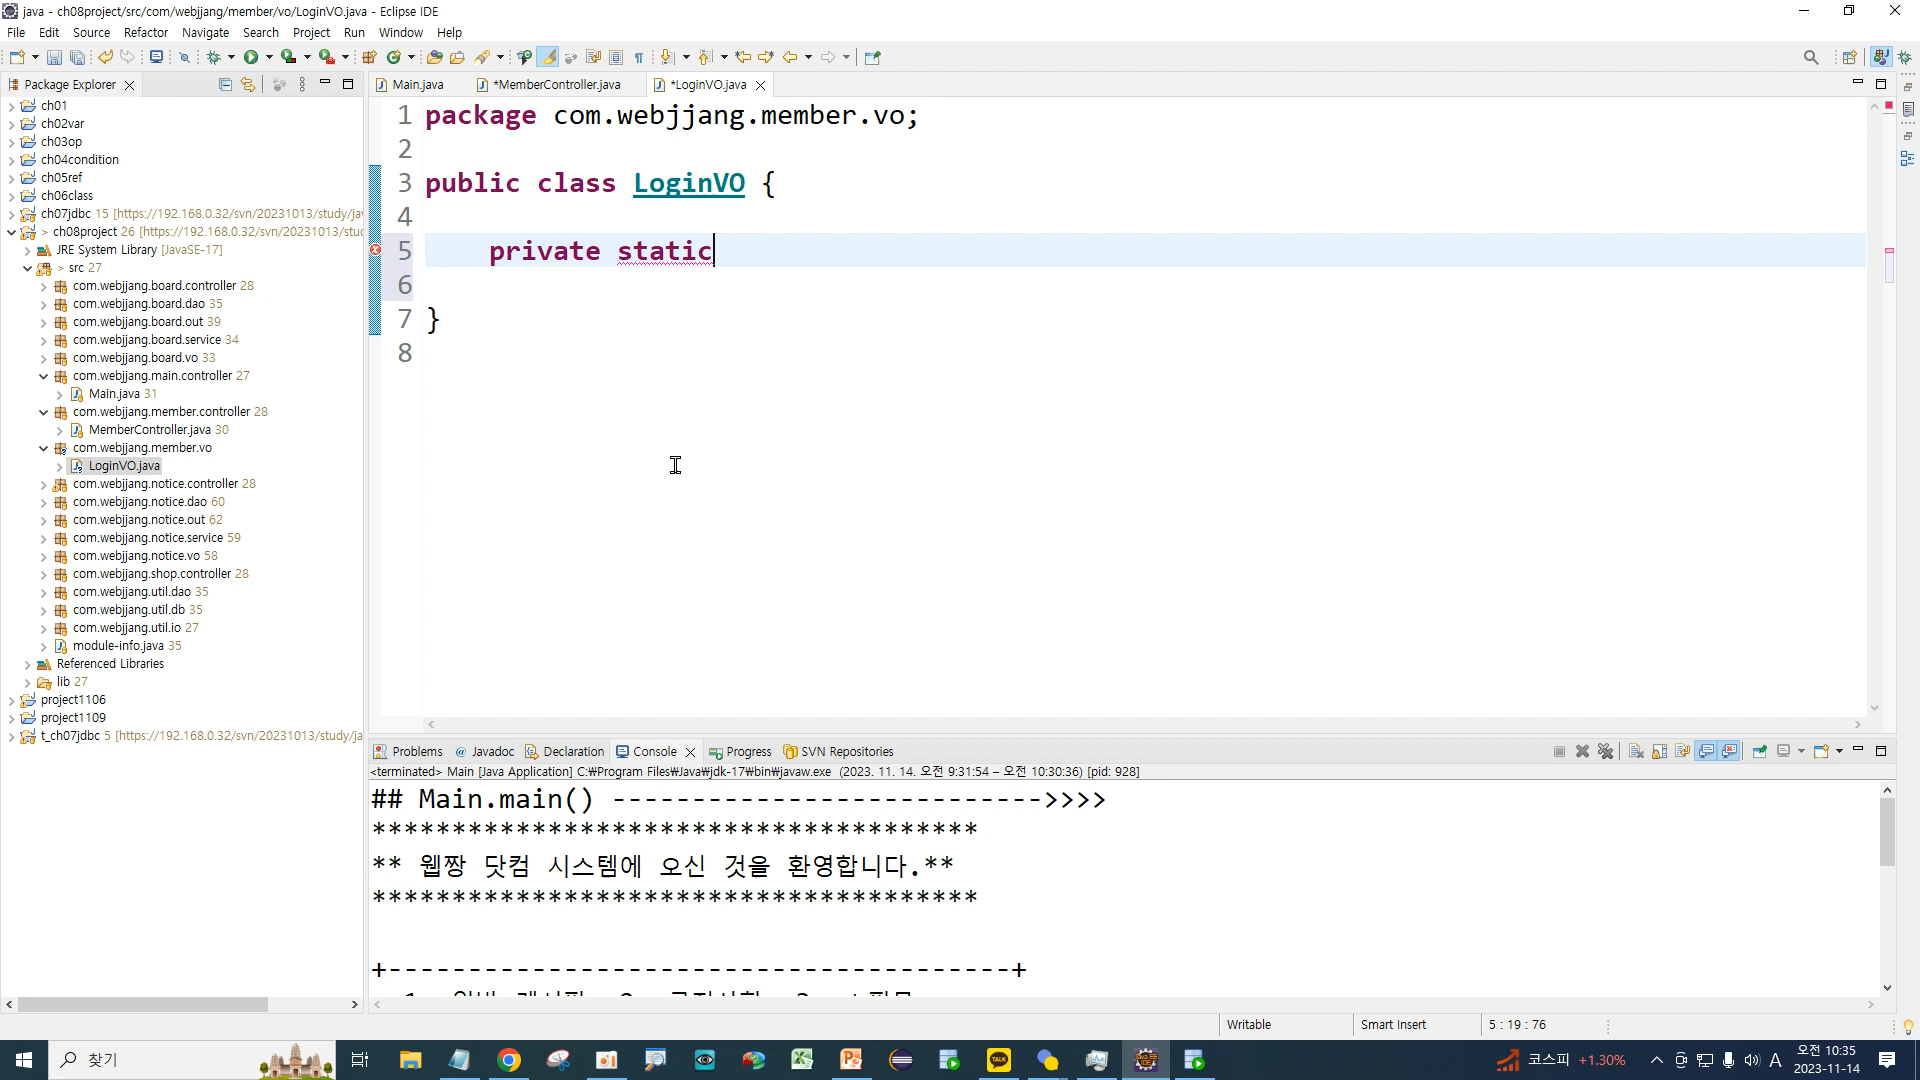 java - ch08project/src/com/webjjang/member/vo/LoginVO.java - Eclipse IDE
File Edit Source Refactor Navigate Search Project Run Window Help
Package Explorer
Main.java *MemberController.java *LoginVO.java
ch01
ch02var
ch03op
ch04condition
ch05ref
ch06class
ch07jdbc 15 [https://192.168.0.32/svn/20231013/study/ja
> ch08project 26 [https://192.168.0.32/svn/20231013/stu
JRE System Library [JavaSE-17]
> src 27
com.webjjang.board.controller 28
com.webjjang.board.dao 35
com.webjjang.board.out 39
com.webjjang.board.service 34
com.webjjang.board.vo 33
com.webjjang.main.controller 27
Main.java 31
com.webjjang.member.controller 28
MemberController.java 30
com.webjjang.member.vo
LoginVO.java
com.webjjang.notice.controller 28
com.webjjang.notice.dao 60
com.webjjang.notice.out 62
com.webjjang.notice.service 59
com.webjjang.notice.vo 58
com.webjjang.shop.controller 28
com.webjjang.util.dao 35
com.webjjang.util.db 35
com.webjjang.util.io 27
module-info.java 35
Referenced Libraries
lib 27
project1106
project1109
t_ch07jdbc 5 [https://192.168.0.32/svn/20231013/study/ja
1 package com.webjjang.member.vo;
2
3 public class LoginVO {
4
5 private static
6
7 }
8
Problems @ Javadoc Declaration Console Progress SVN Repositories
<terminated> Main [Java Application] C:₩Program Files₩Java₩jdk-17₩bin₩javaw.exe (2023. 11. 14. 오전 9:31:54 – 오전 10:30:36) [pid: 928]
## Main.main() --------------------------->>>>
**************************************
** 웹짱 닷컴 시스템에 오신 것을 환영합니다.**
**************************************
+---------------------------------------+
Writable Smart Insert 5 : 19 : 76
찾기
코스피 +1.30%
A
오전 10:35
2023-11-14